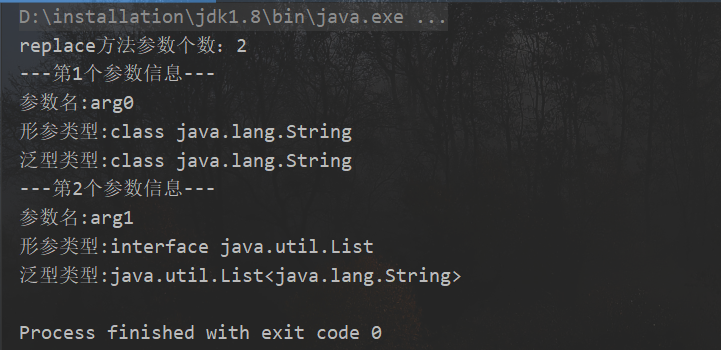 D:\installation\jdk1.8\bin\java.exe ...
replace方法参数个数：2
---第1个参数信息---
参数名:arg0
形参类型:class java.lang.String
泛型类型:class java.lang.String
---第2个参数信息---
参数名:arg1
形参类型:interface java.util.List
泛型类型:java.util.List<java.lang.String>
Process finished with exit code 0